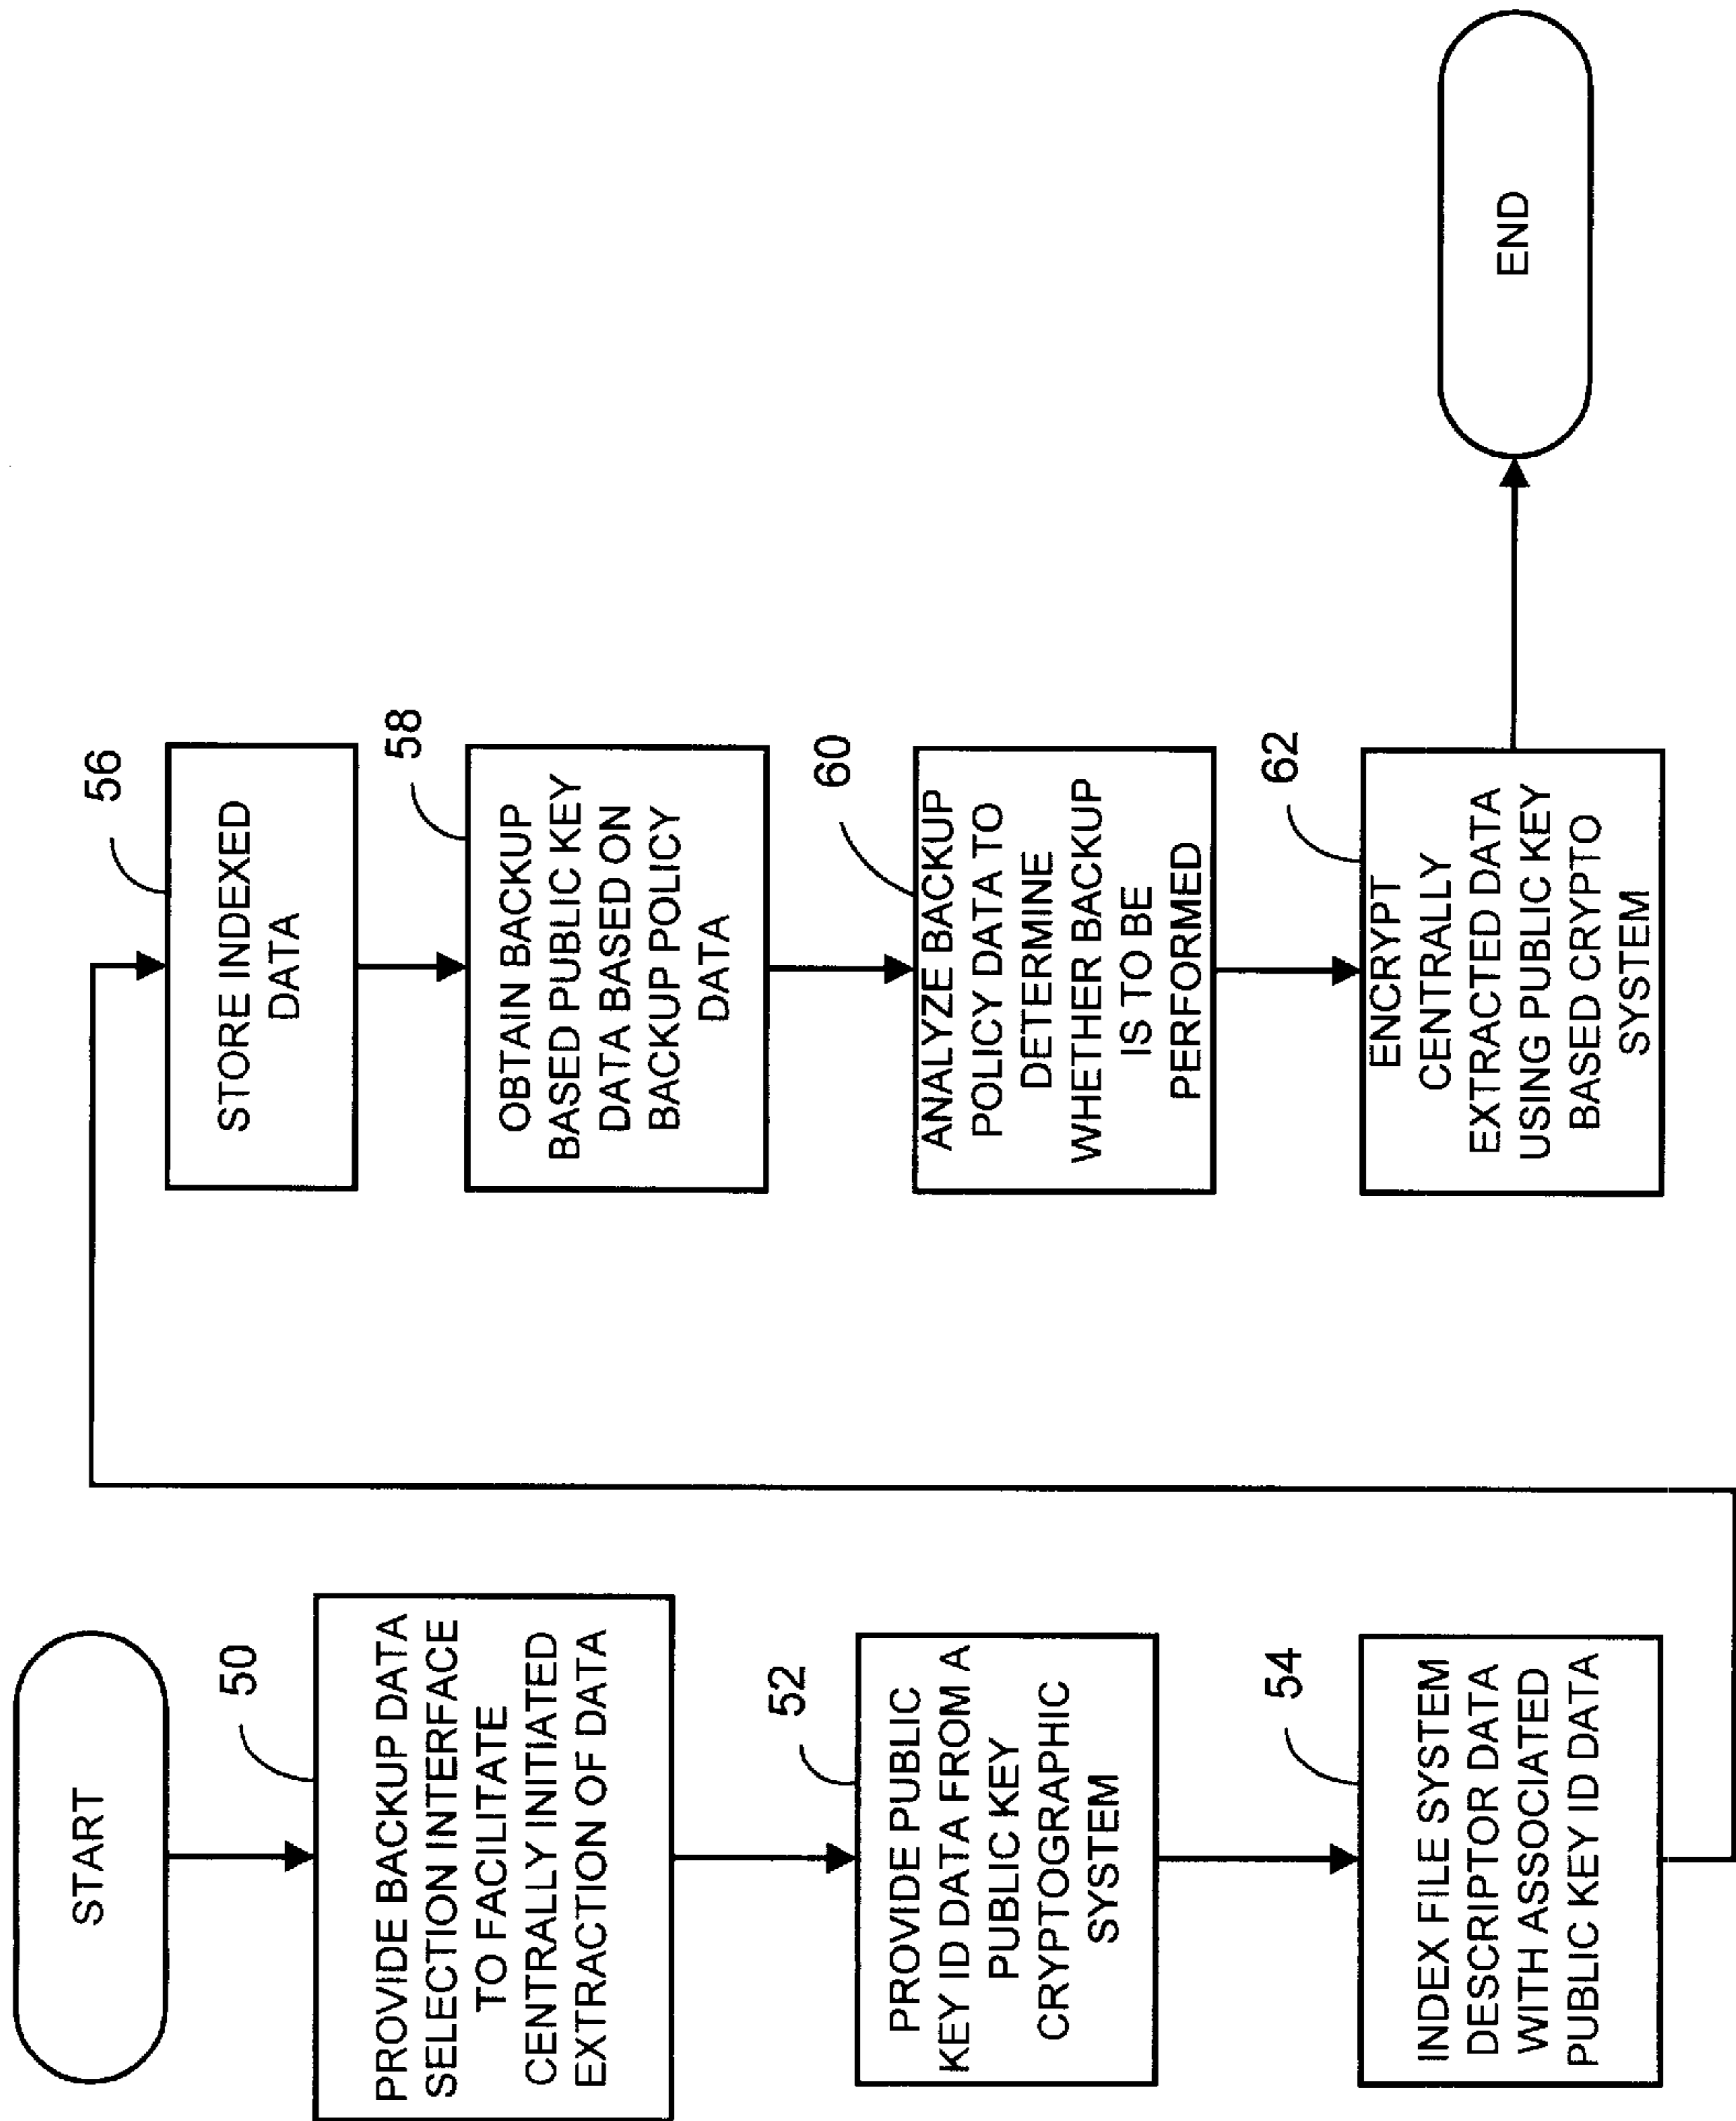 START
50
PROVIDE BACKUP DATA
SELECTION INTERFACE
TO FACILITATE
CENTRALLY INITIATED
EXTRACTION OF DATA
52
PROVIDE PUBLIC
KEY ID DATA FROM A
PUBLIC KEY
CRYPTOGRAPHIC
SYSTEM
54
INDEX FILE SYSTEM
DESCRIPTOR DATA
WITH ASSOCIATED
PUBLIC KEY ID DATA
56
STORE INDEXED
DATA
58
OBTAIN BACKUP
BASED PUBLIC KEY
DATA BASED ON
BACKUP POLICY
DATA
60
ANALYZE BACKUP
POLICY DATA TO
DETERMINE
WHETHER BACKUP
IS TO BE
PERFORMED
62
ENCRYPT
CENTRALLY
EXTRACTED DATA
USING PUBLIC KEY
BASED CRYPTO
SYSTEM
END